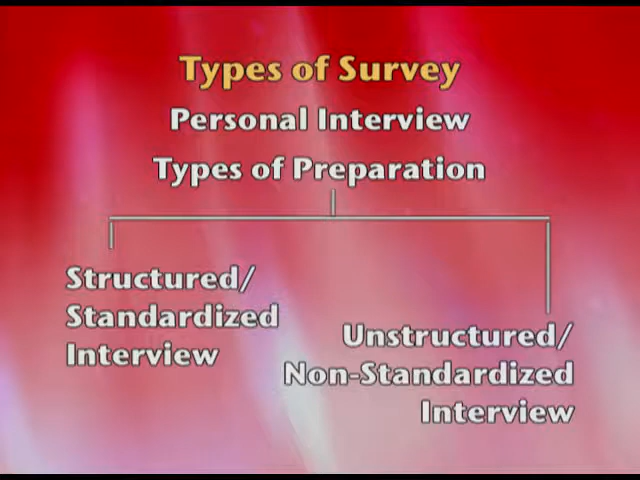 Types of Survey
Personal Interview
Types of Preparation
Structured/
Standardized
Interview
Unstructured/
Non-Standardized
Interview